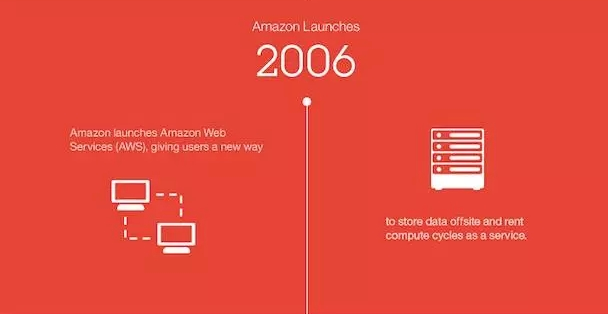 Amazon Launches
2006
Amazon launches Amazon Web
Services (AWS), giving users a new way
to store data offsite and rent
compute cycles as a service.